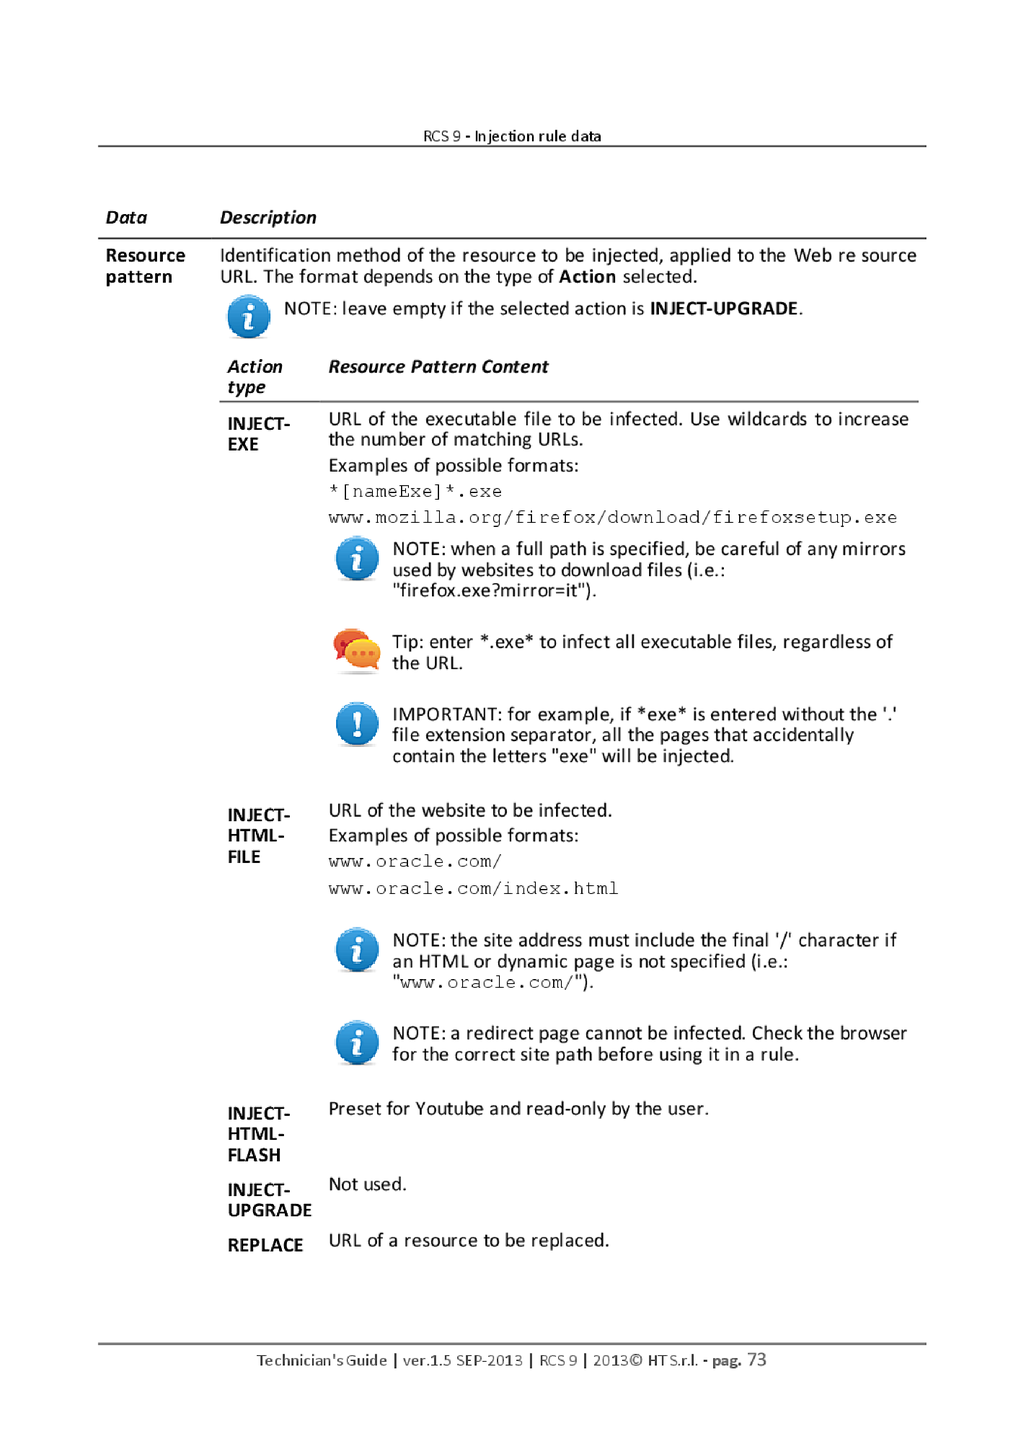 RCS 9 - Injection rule data
Data Description
Resource pattern
Identification method of the resource to be injected, applied to the Web re source
URL. The format depends on the type of Action selected.
NOTE: leave empty if the selected action is INJECT-UPGRADE.
Action type
Resource Pattern Content
INJECT-
EXE
URL of the executable file to be infected. Use wildcards to increase
the number of matching URLs.
Examples of possible formats:
*[nameExe]*.exe
www.mozilla.org/firefox/download/firefoxsetup.exe
NOTE: when a full path is specified, be careful of any mirrors
used by websites to download files (i.e.:
"firefox.exe?mirror=it").
Tip: enter *.exe* to infect all executable files, regardless of
the URL.
IMPORTANT: for example, if *exe* is entered without the '.'
file extension separator, all the pages that accidentally
contain the letters "exe" will be injected.
INJECT-
HTML-
FILE
URL of the website to be infected.
Examples of possible formats:
www.oracle.com/
www.oracle.com/index.html
NOTE: the site address must include the final '/' character if
an HTML or dynamic page is not specified (i.e.:
"www.oracle.com/").
NOTE: a redirect page cannot be infected. Check the browser
for the correct site path before using it in a rule.
INJECT-
HTML-
FLASH
Preset for Youtube and read-only by the user.
INJECT-
UPGRADE
Not used.
REPLACE
URL of a resource to be replaced.
Technician's Guide | ver.1.5 SEP-2013 | RCS 9 | 2013© HT S.r.l. - pag. 73